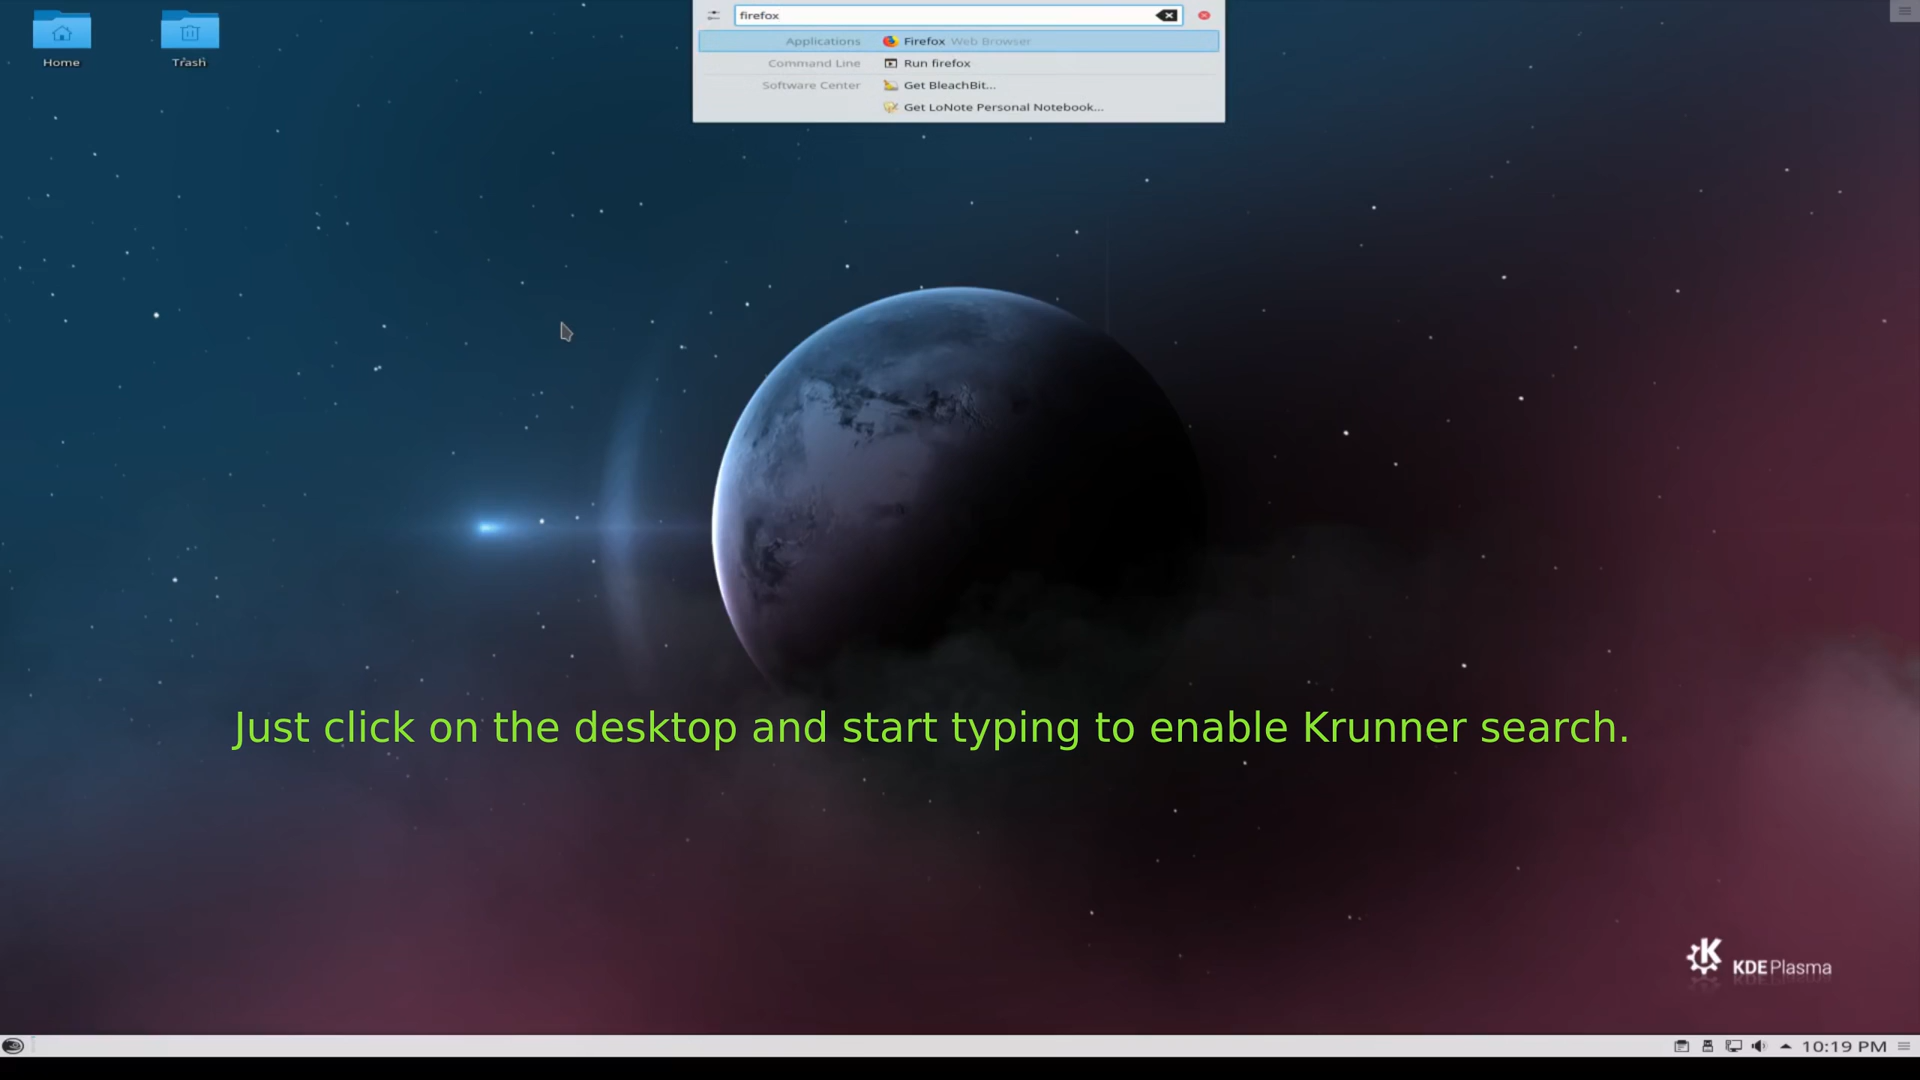 Home
Trash
firefox
Applications Firefox Web Browser
Command Line Run firefox
Software Center Get BleachBit...
Get LoNote Personal Notebook...
Just click on the desktop and start typing to enable Krunner search.
KDE Plasma
10:19 PM